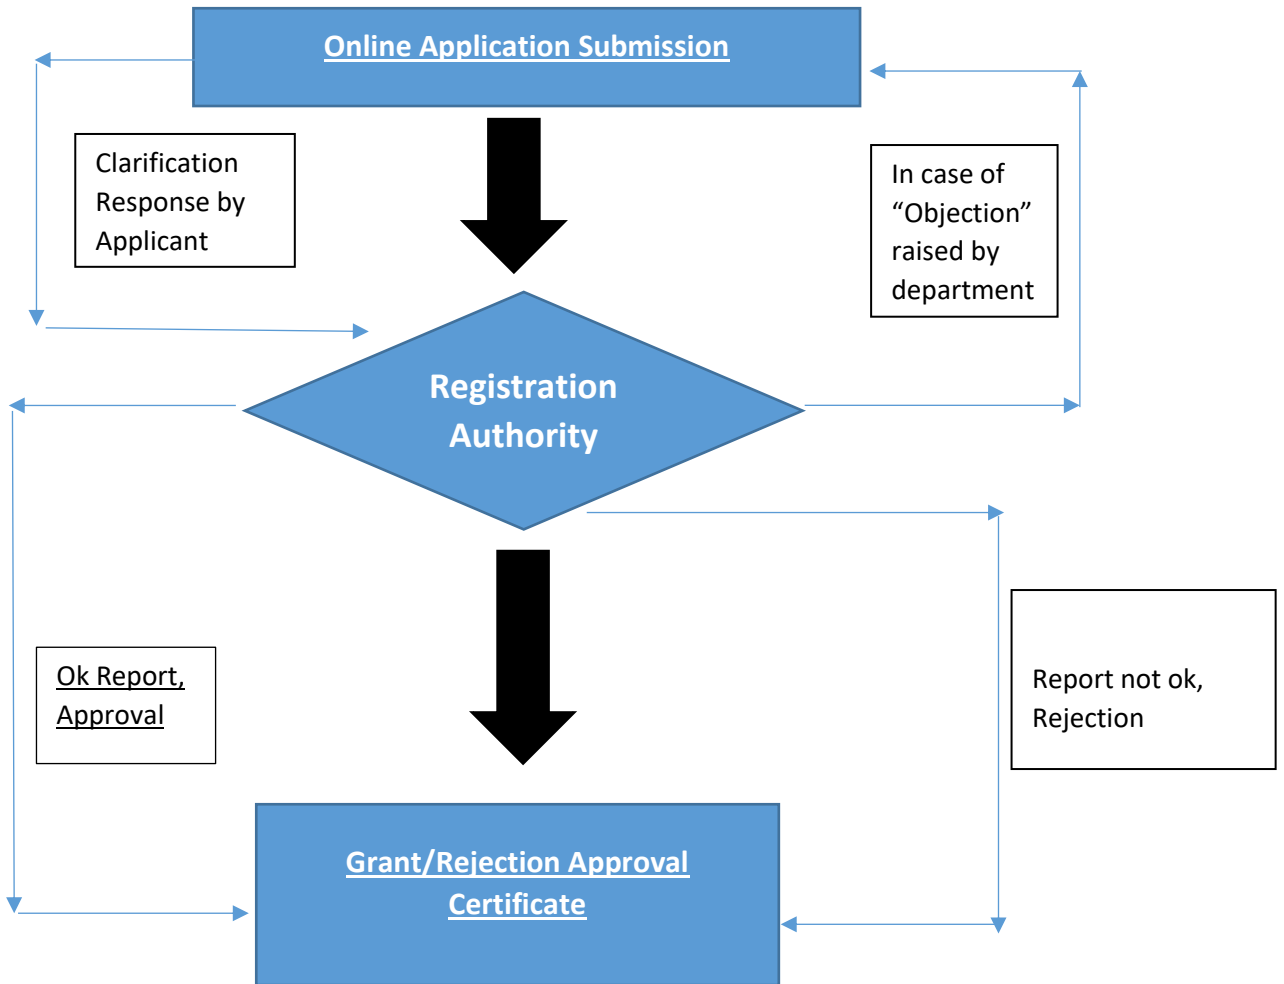 Online Application Submission
Clarification
Response by
Applicant
In case of
“Objection”
raised by
department
Registration
Authority
Ok Report,
Approval
Report not ok,
Rejection
Grant/Rejection Approval
Certificate